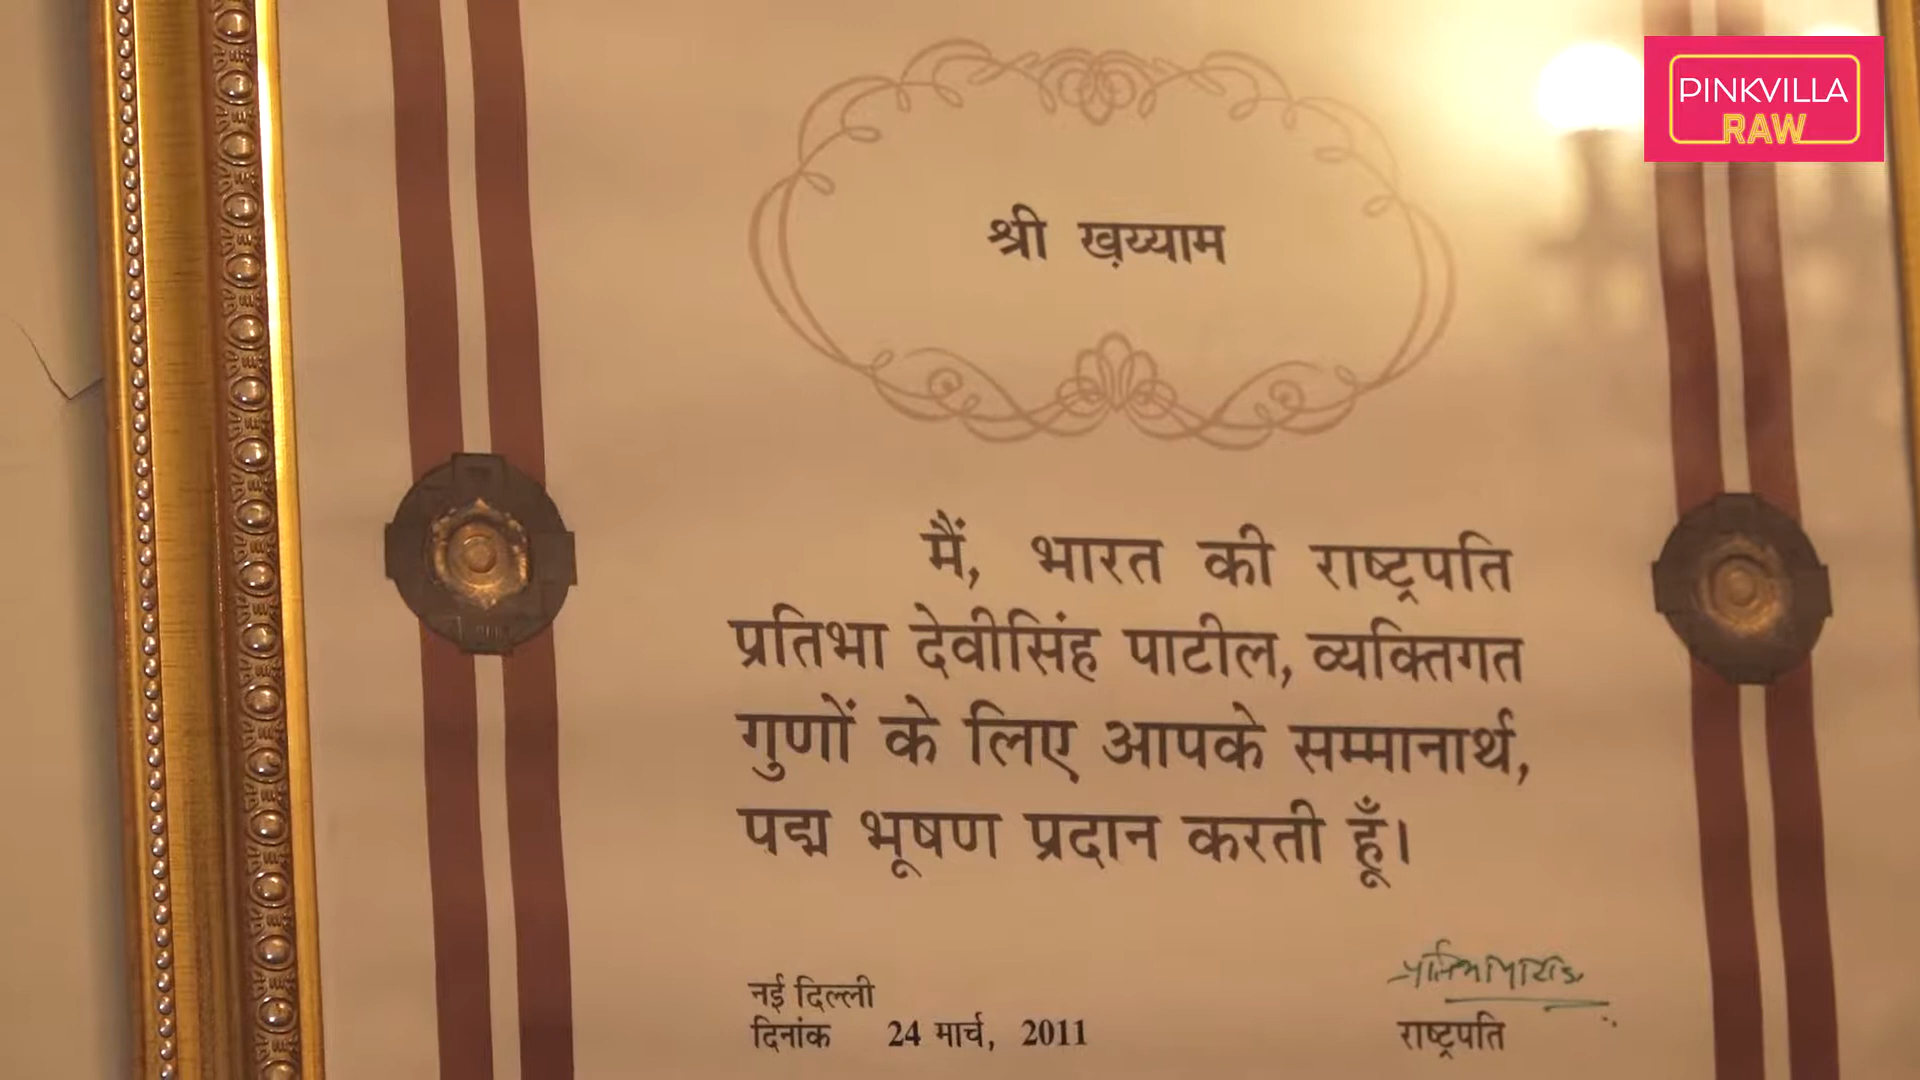 PINKVILLA
RAW
श्री ख़य्याम
मैं, भारत की राष्ट्रपति
प्रतिभा देवीसिंह पाटील, व्यक्तिगत
गुणों के लिए आपके सम्मानार्थ,
पद्म भूषण प्रदान करती हूँ।
नई दिल्ली
दिनांक 24 मार्च, 2011
राष्ट्रपति